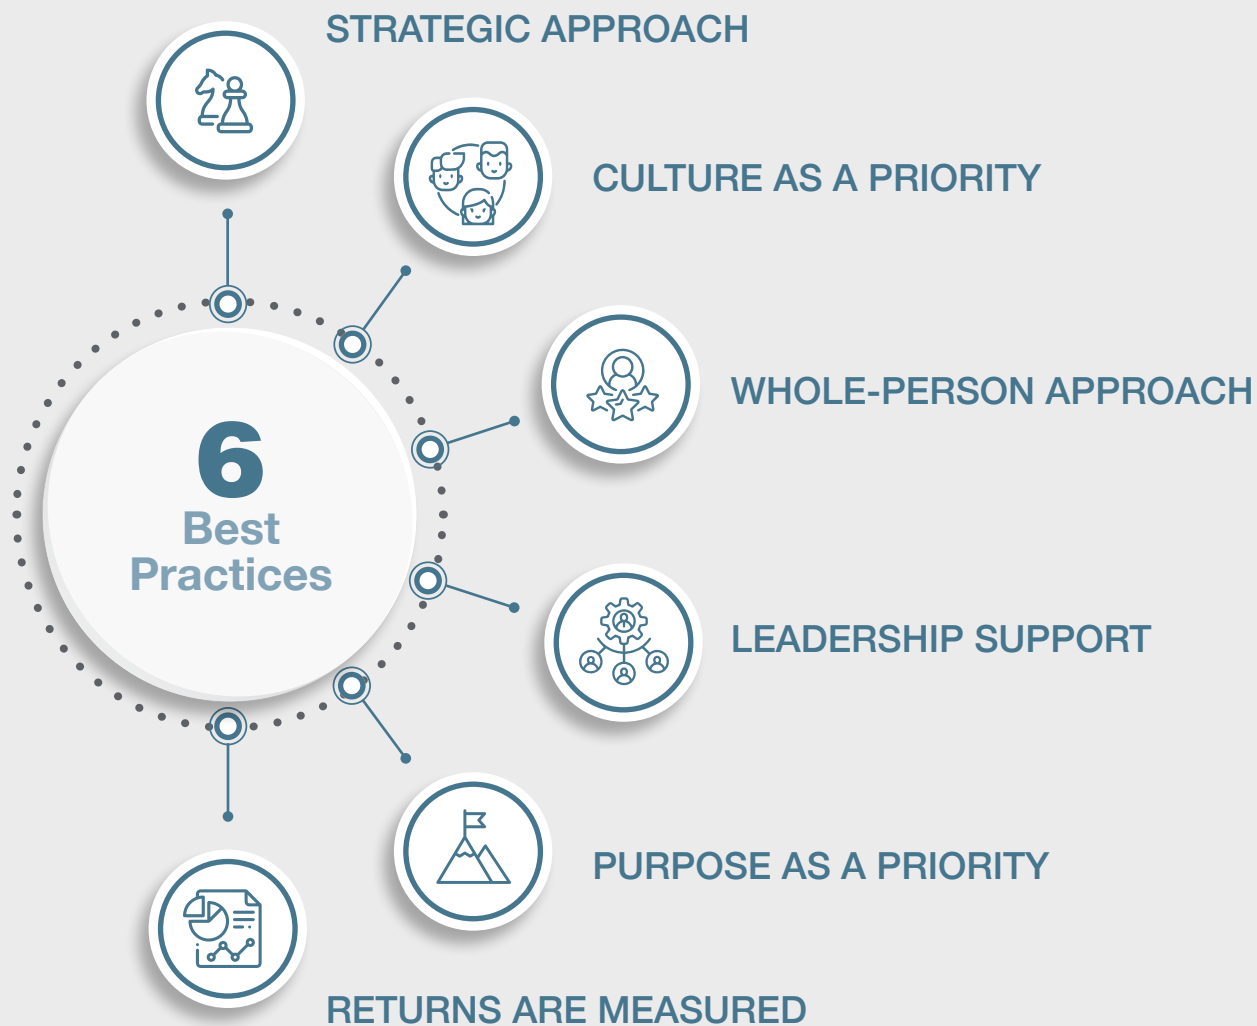 STRATEGIC APPROACH
CULTURE AS A PRIORITY
WHOLE-PERSON APPROACH
6
Best
Practices
LEADERSHIP SUPPORT
PURPOSE AS A PRIORITY
RETURNS ARE MEASURED